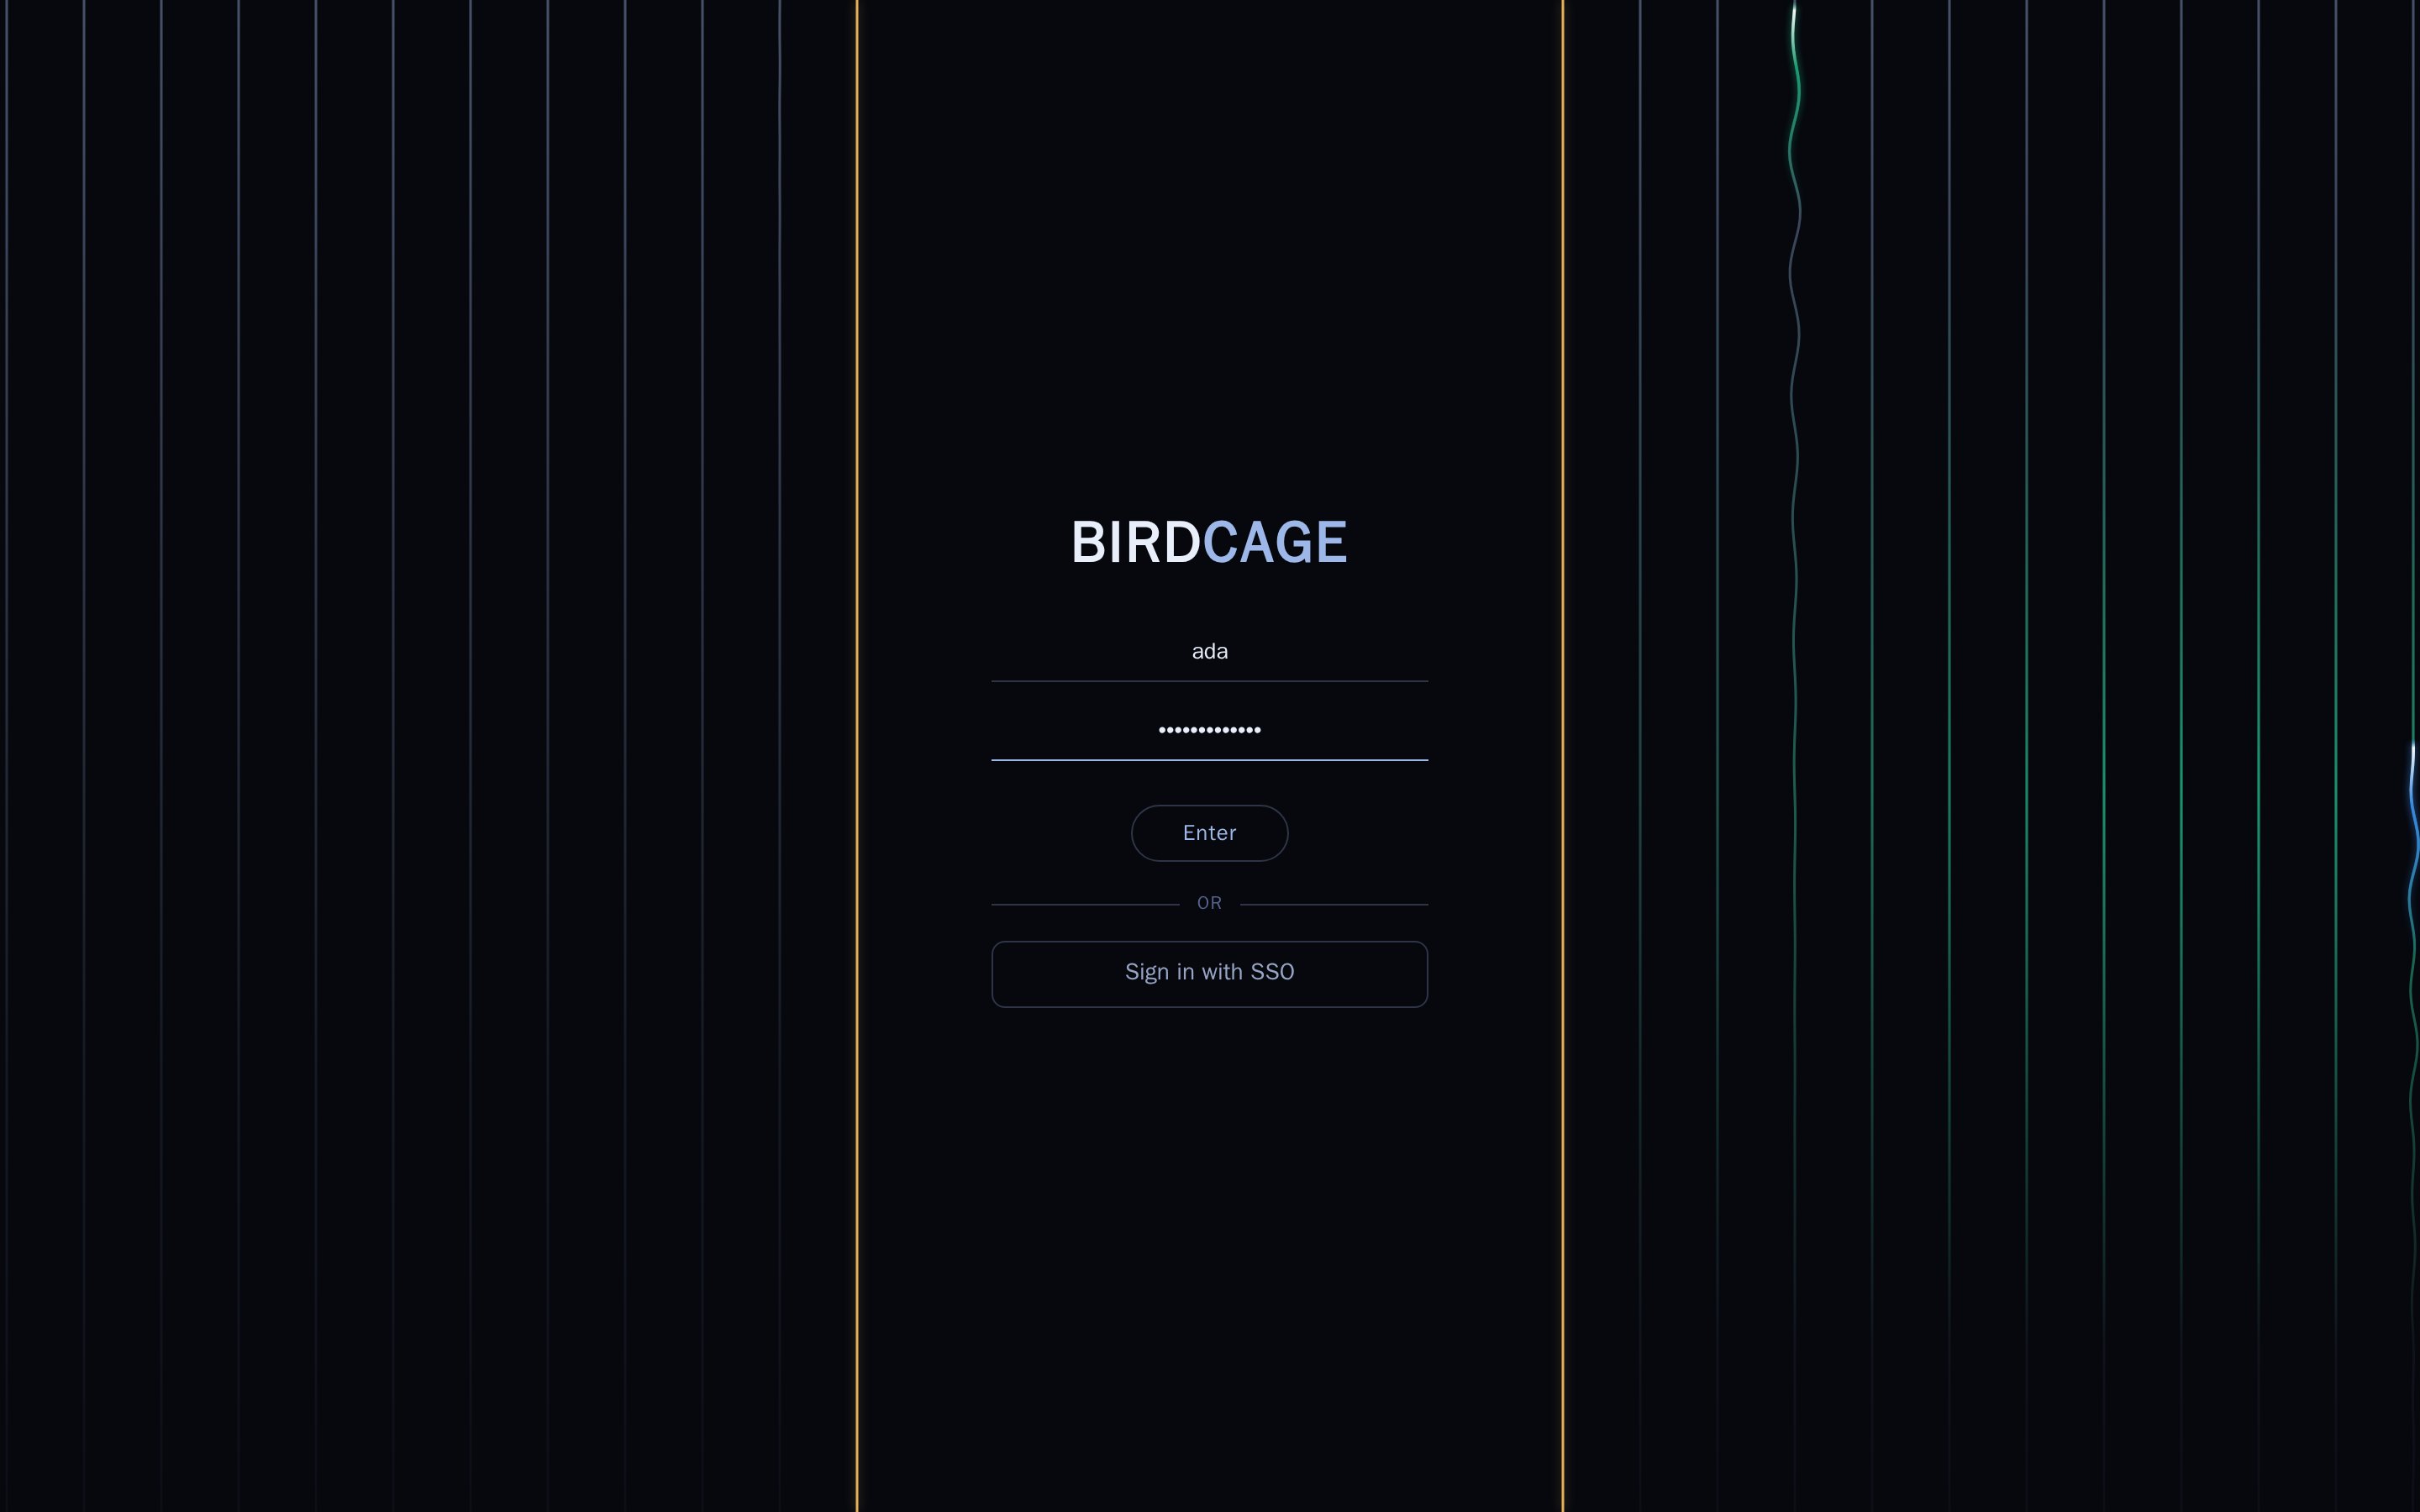 BIRDCAGE
ada
•••••••••••••
Enter
OR
Sign in with SSO